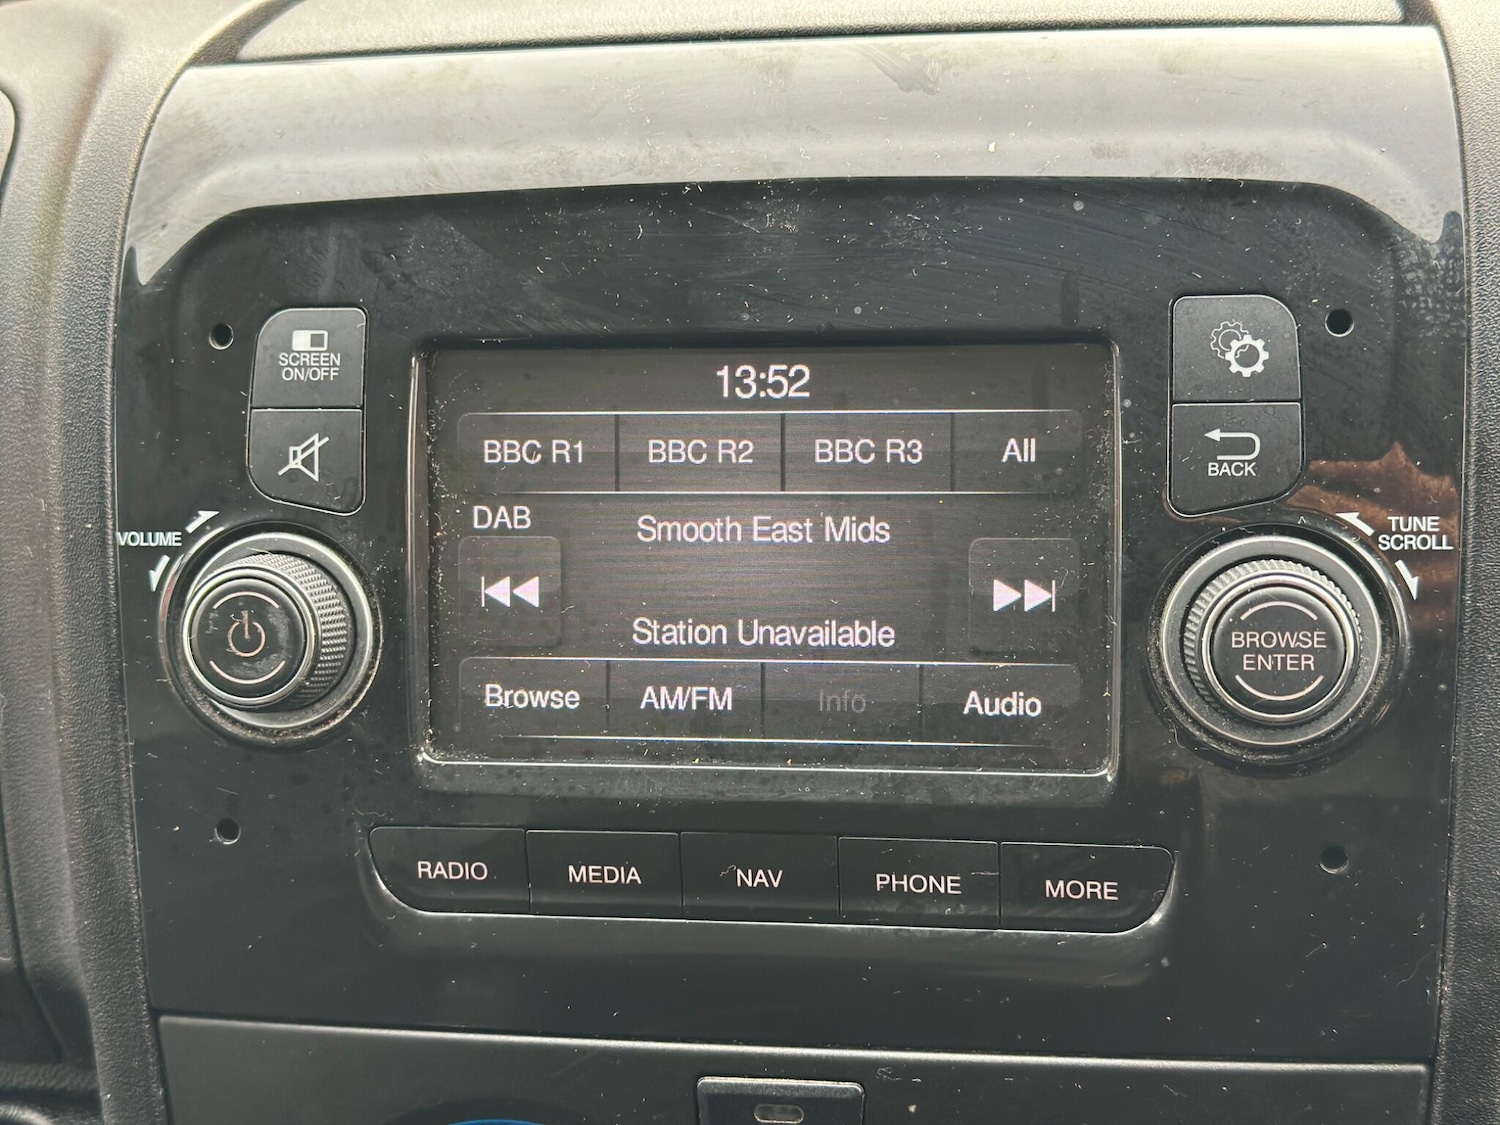 SCREEN
ON/OFF
VOLUME
13:52
BBC R1 BBC R2 BBC R3 All
DAB
Smooth East Mids
Station Unavailable
Browse AM/FM Info Audio
BACK
TUNE
SCROLL
BROWSE
ENTER
RADIO MEDIA NAV PHONE MORE